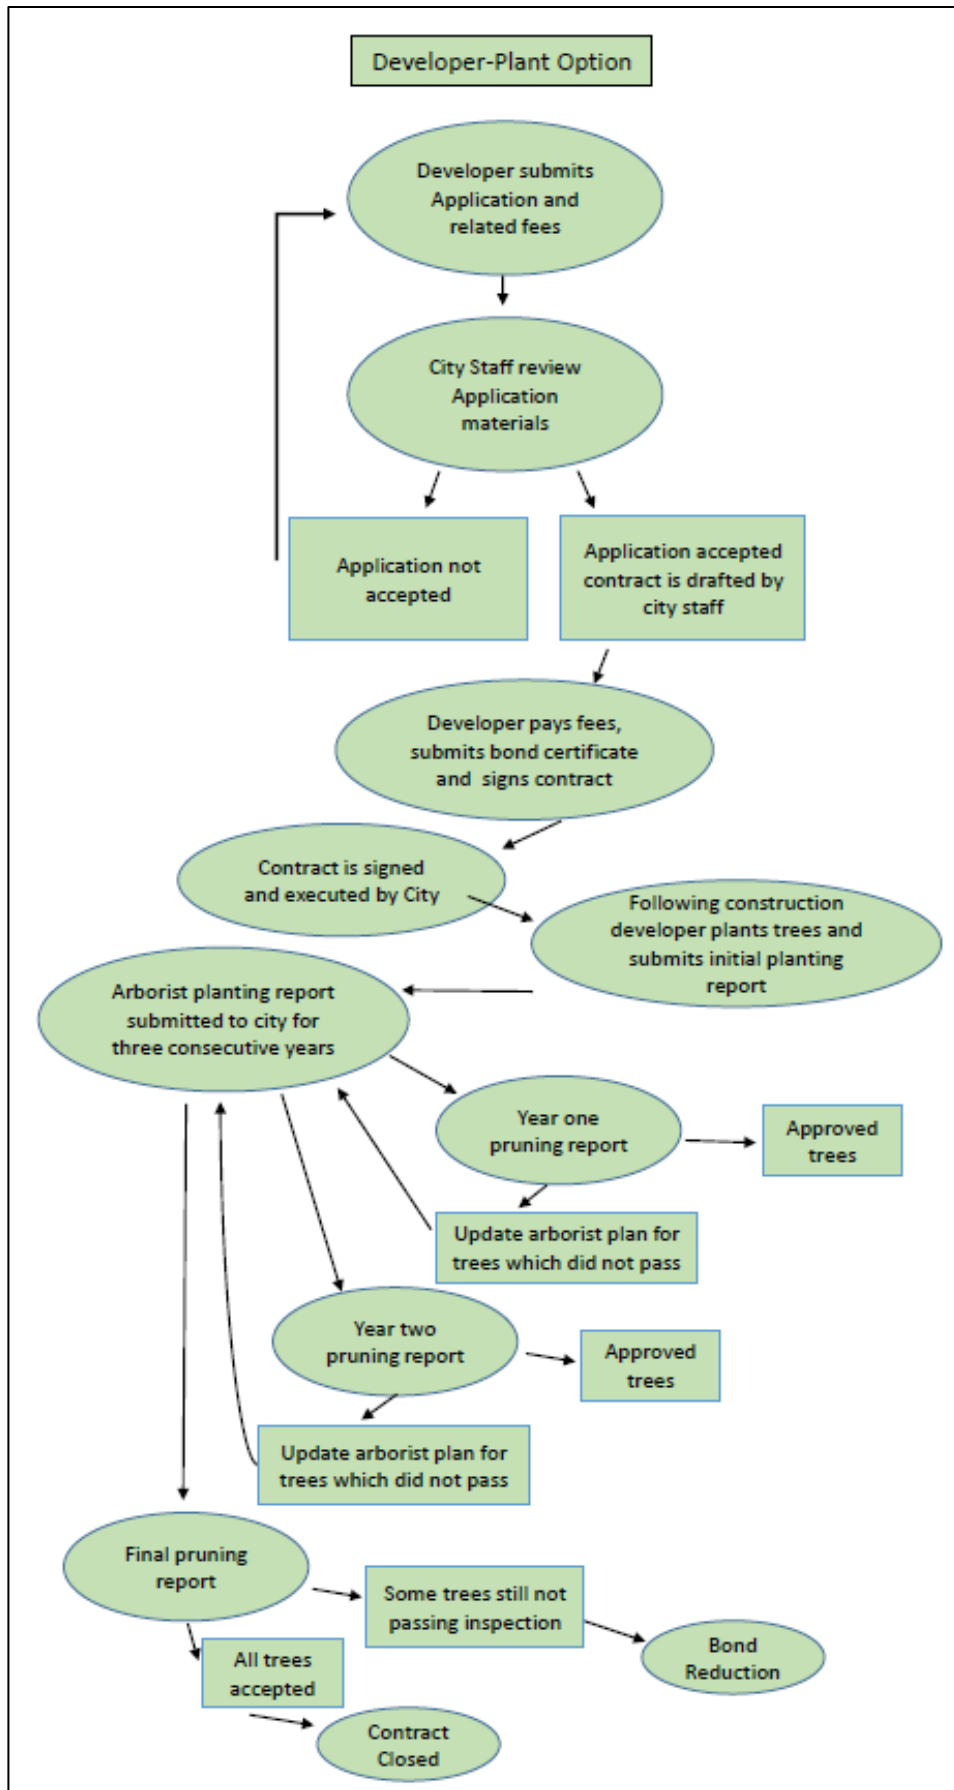 Developer-Plant Option
Developer submits
Application and
related fees
City Staff review
Application
materials
Application not
accepted
Application accepted
contract is drafted by
city staff
Developer pays fees,
submits bond certificate
and signs contract
Contract is signed
and executed by City
Following construction
developer plants trees and
submits initial planting
report
Arborist planting report
submitted to city for
three consecutive years
Year one
pruning report
Approved
trees
Update arborist plan for
trees which did not pass
Year two
pruning report
Approved
trees
Update arborist plan for
trees which did not pass
Final pruning
report
Some trees still not
passing inspection
Bond
Reduction
All trees
accepted
Contract
Closed